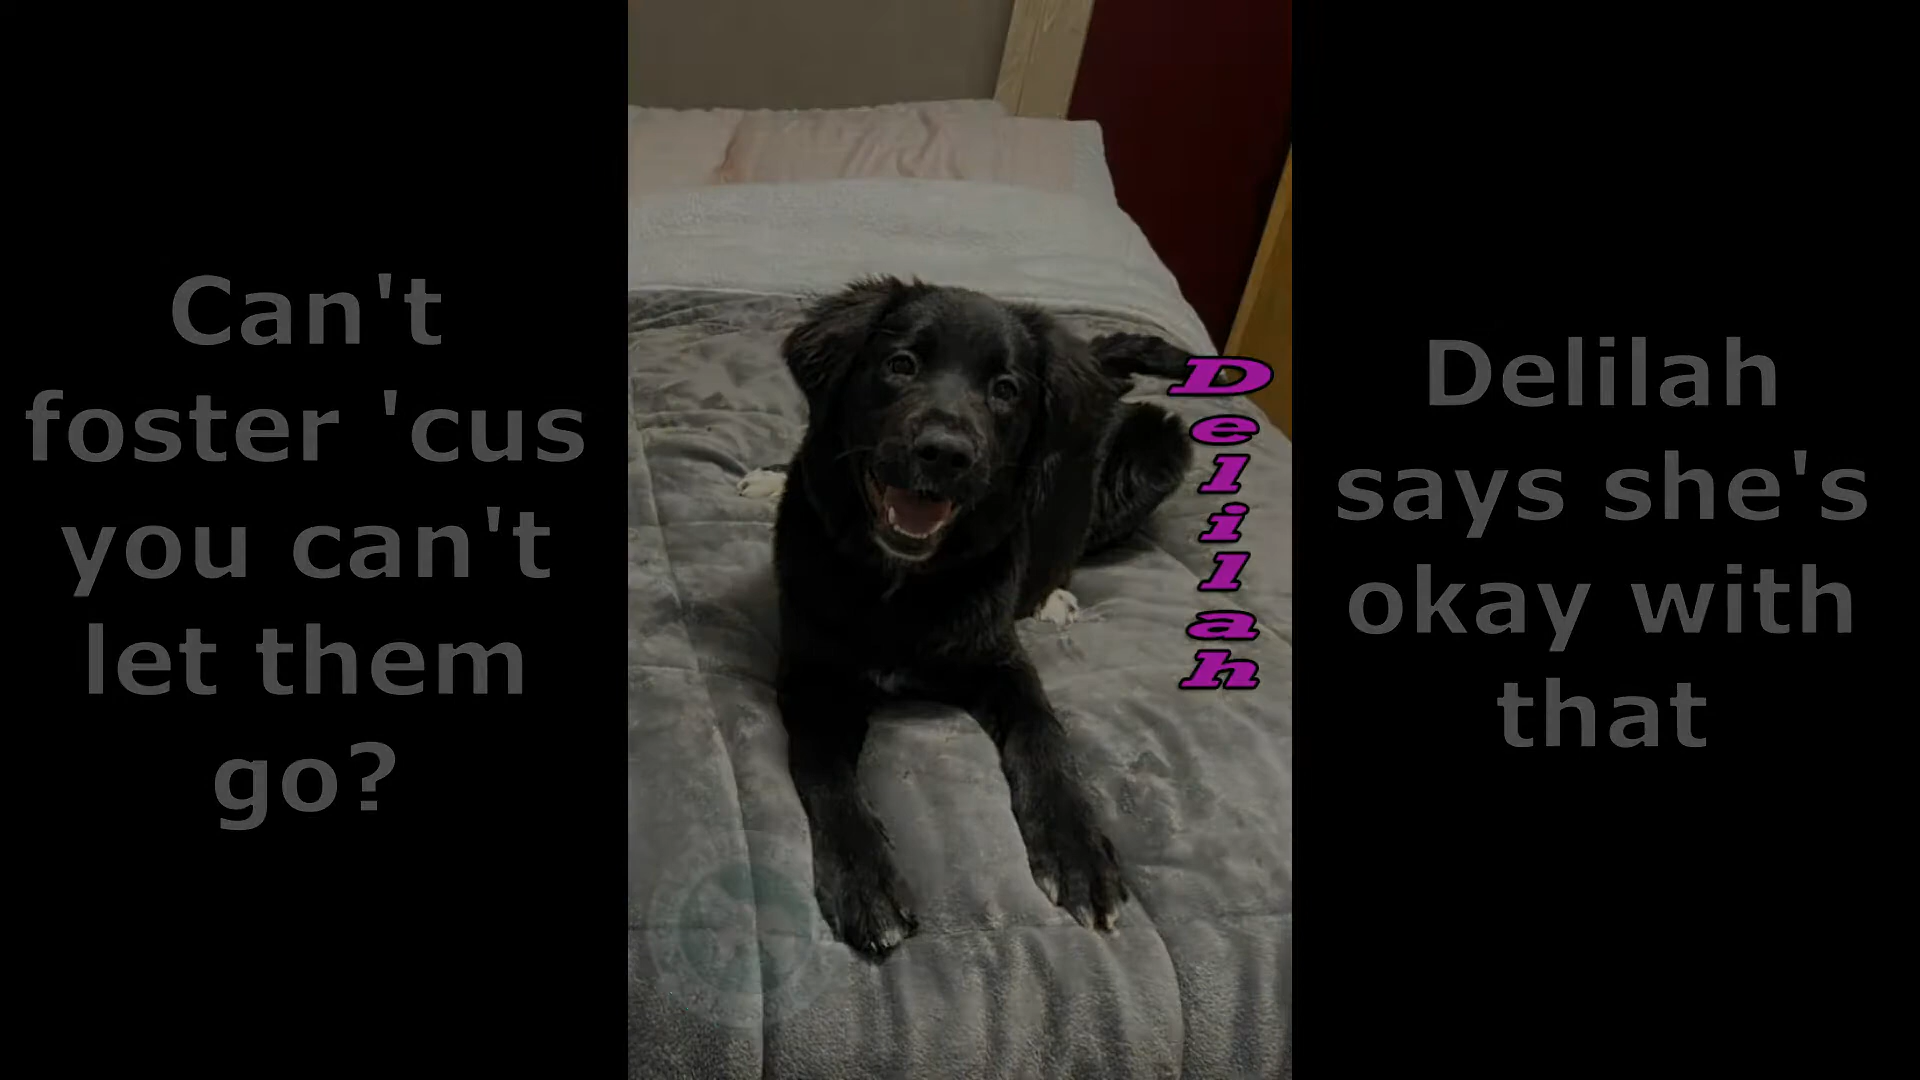 Can't
foster 'cus
you can't
let them
go?
Delilah
Delilah
says she's
okay with
that